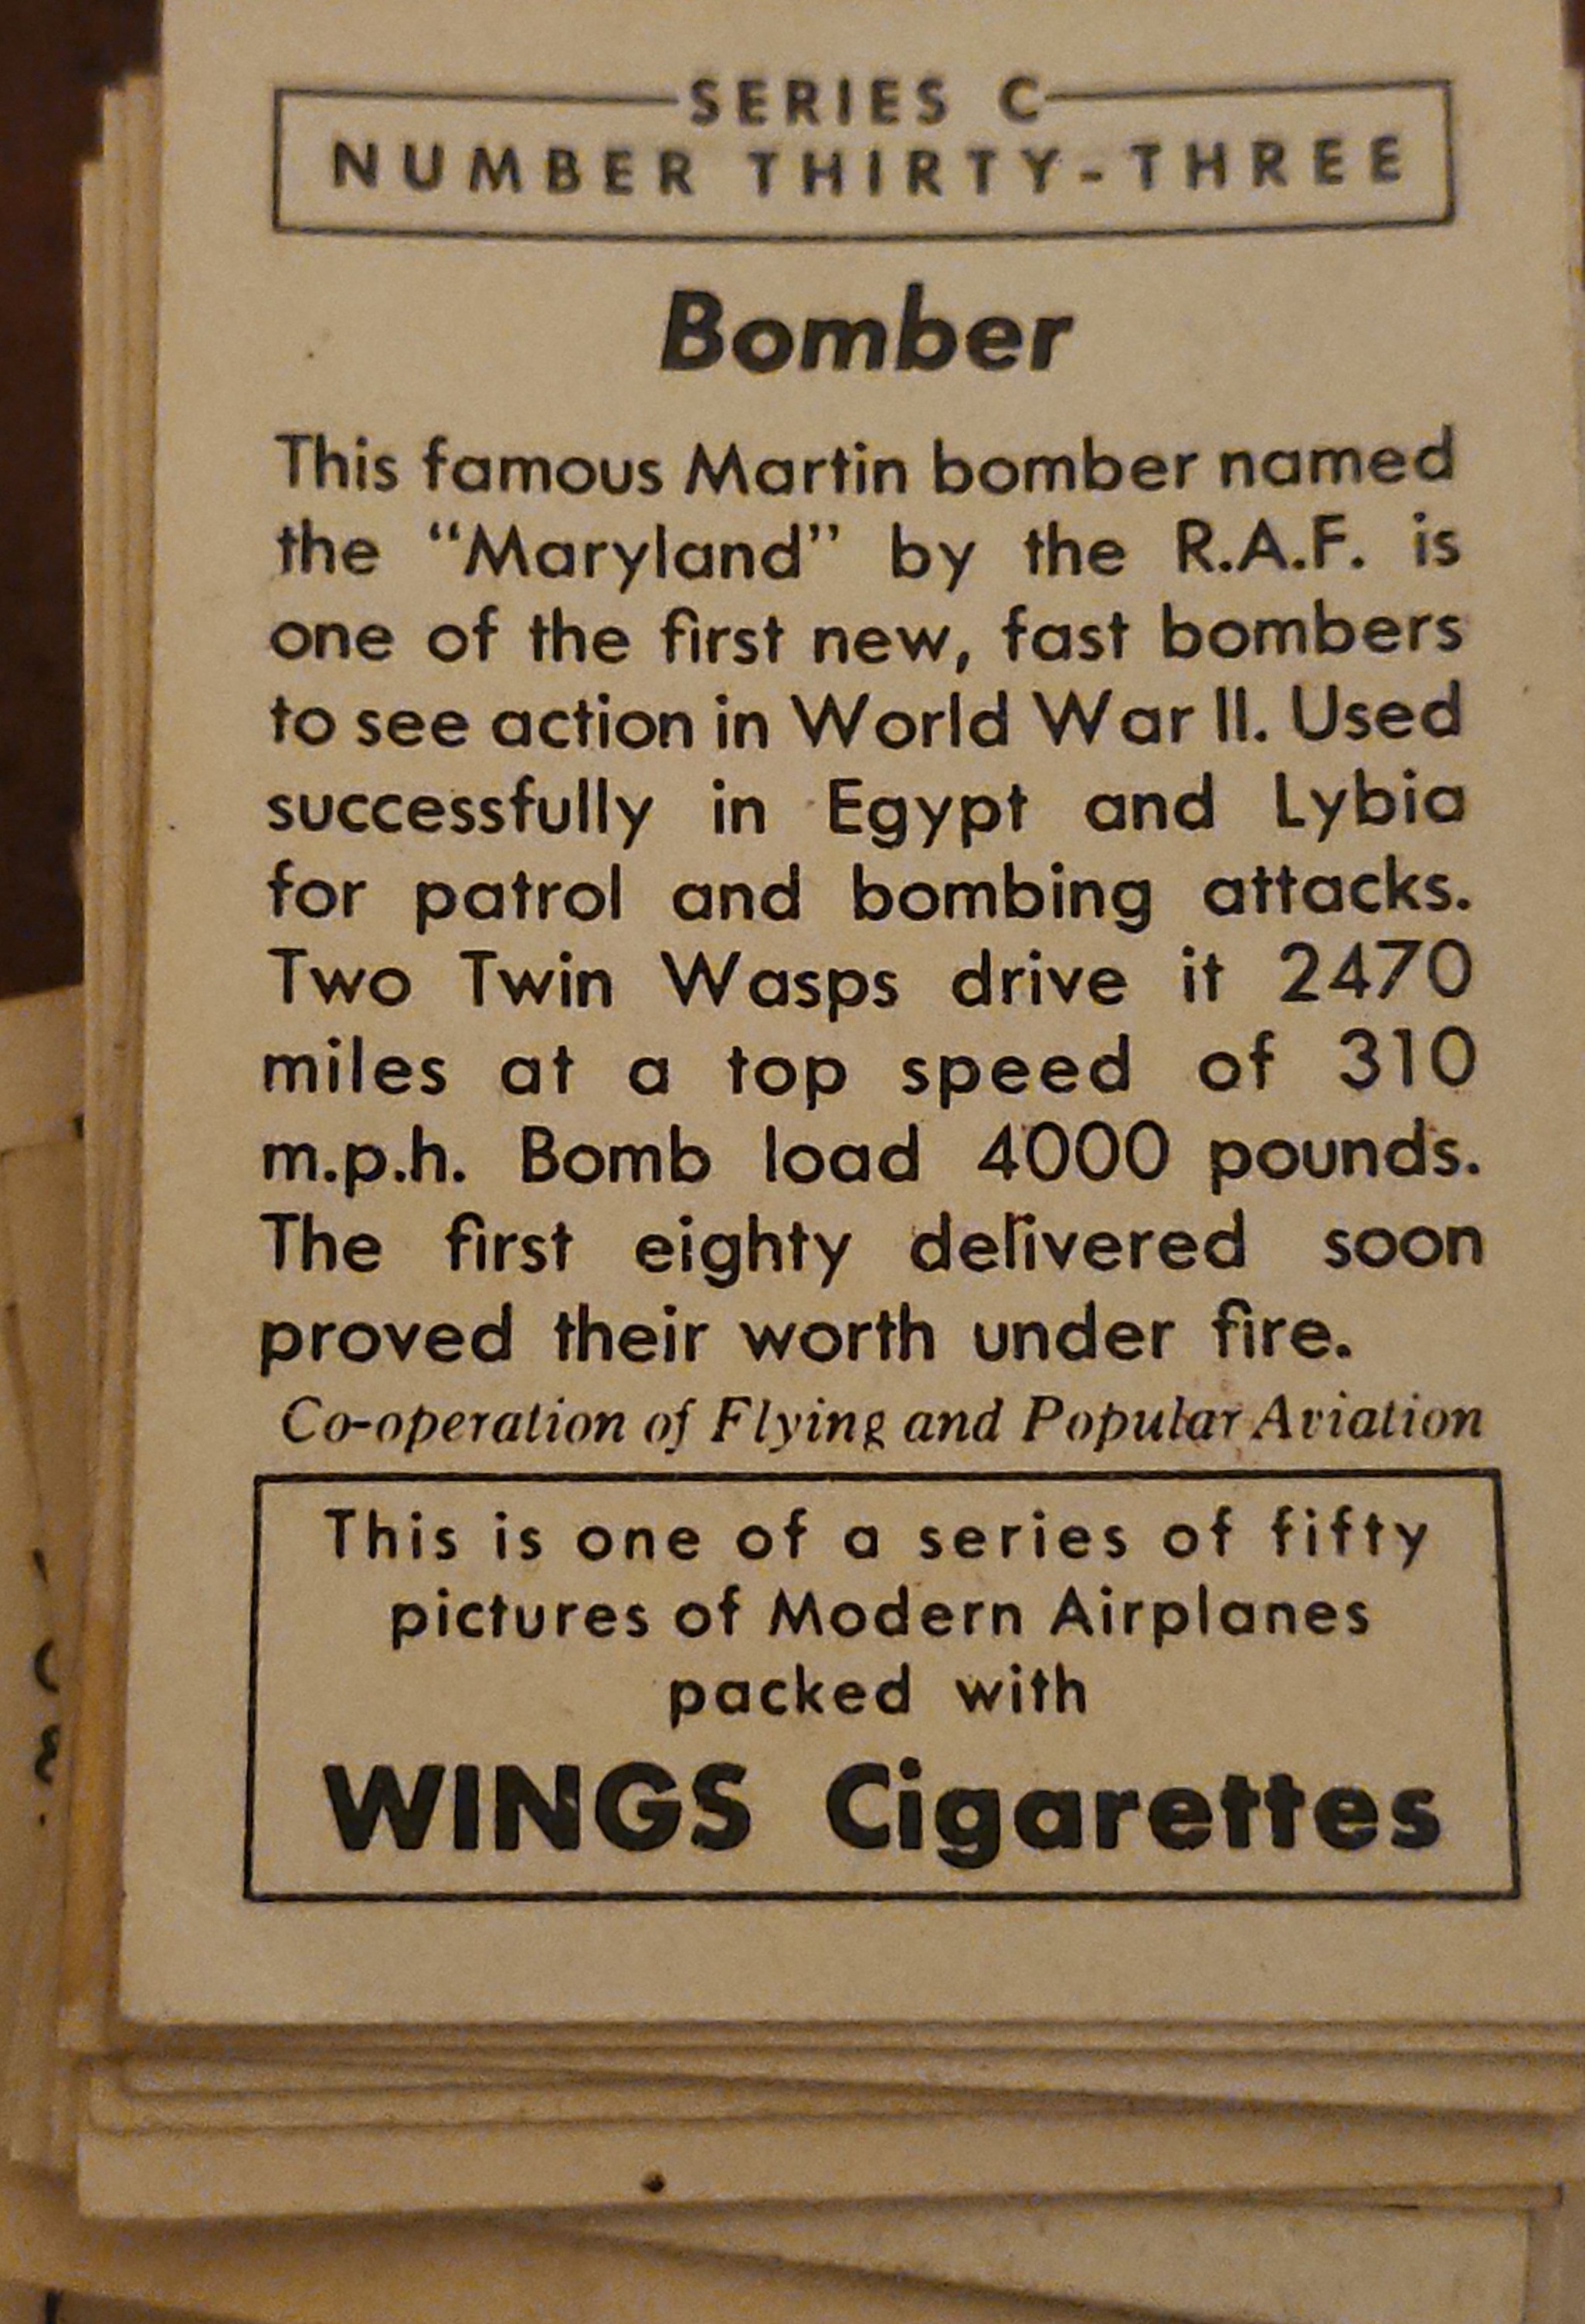 SERIES C
NUMBER THIRTY-THREE
Bomber
This famous Martin bomber named
the “Maryland” by the R.A.F. is
one of the first new, fast bombers
to see action in World War II. Used
successfully in Egypt and Lybia
for patrol and bombing attacks.
Two Twin Wasps drive it 2470
miles at a top speed of 310
m.p.h. Bomb load 4000 pounds.
The first eighty delivered soon
proved their worth under fire.
Co-operation of Flying and Popular Aviation
This is one of a series of fifty
pictures of Modern Airplanes
packed with
WINGS Cigarettes